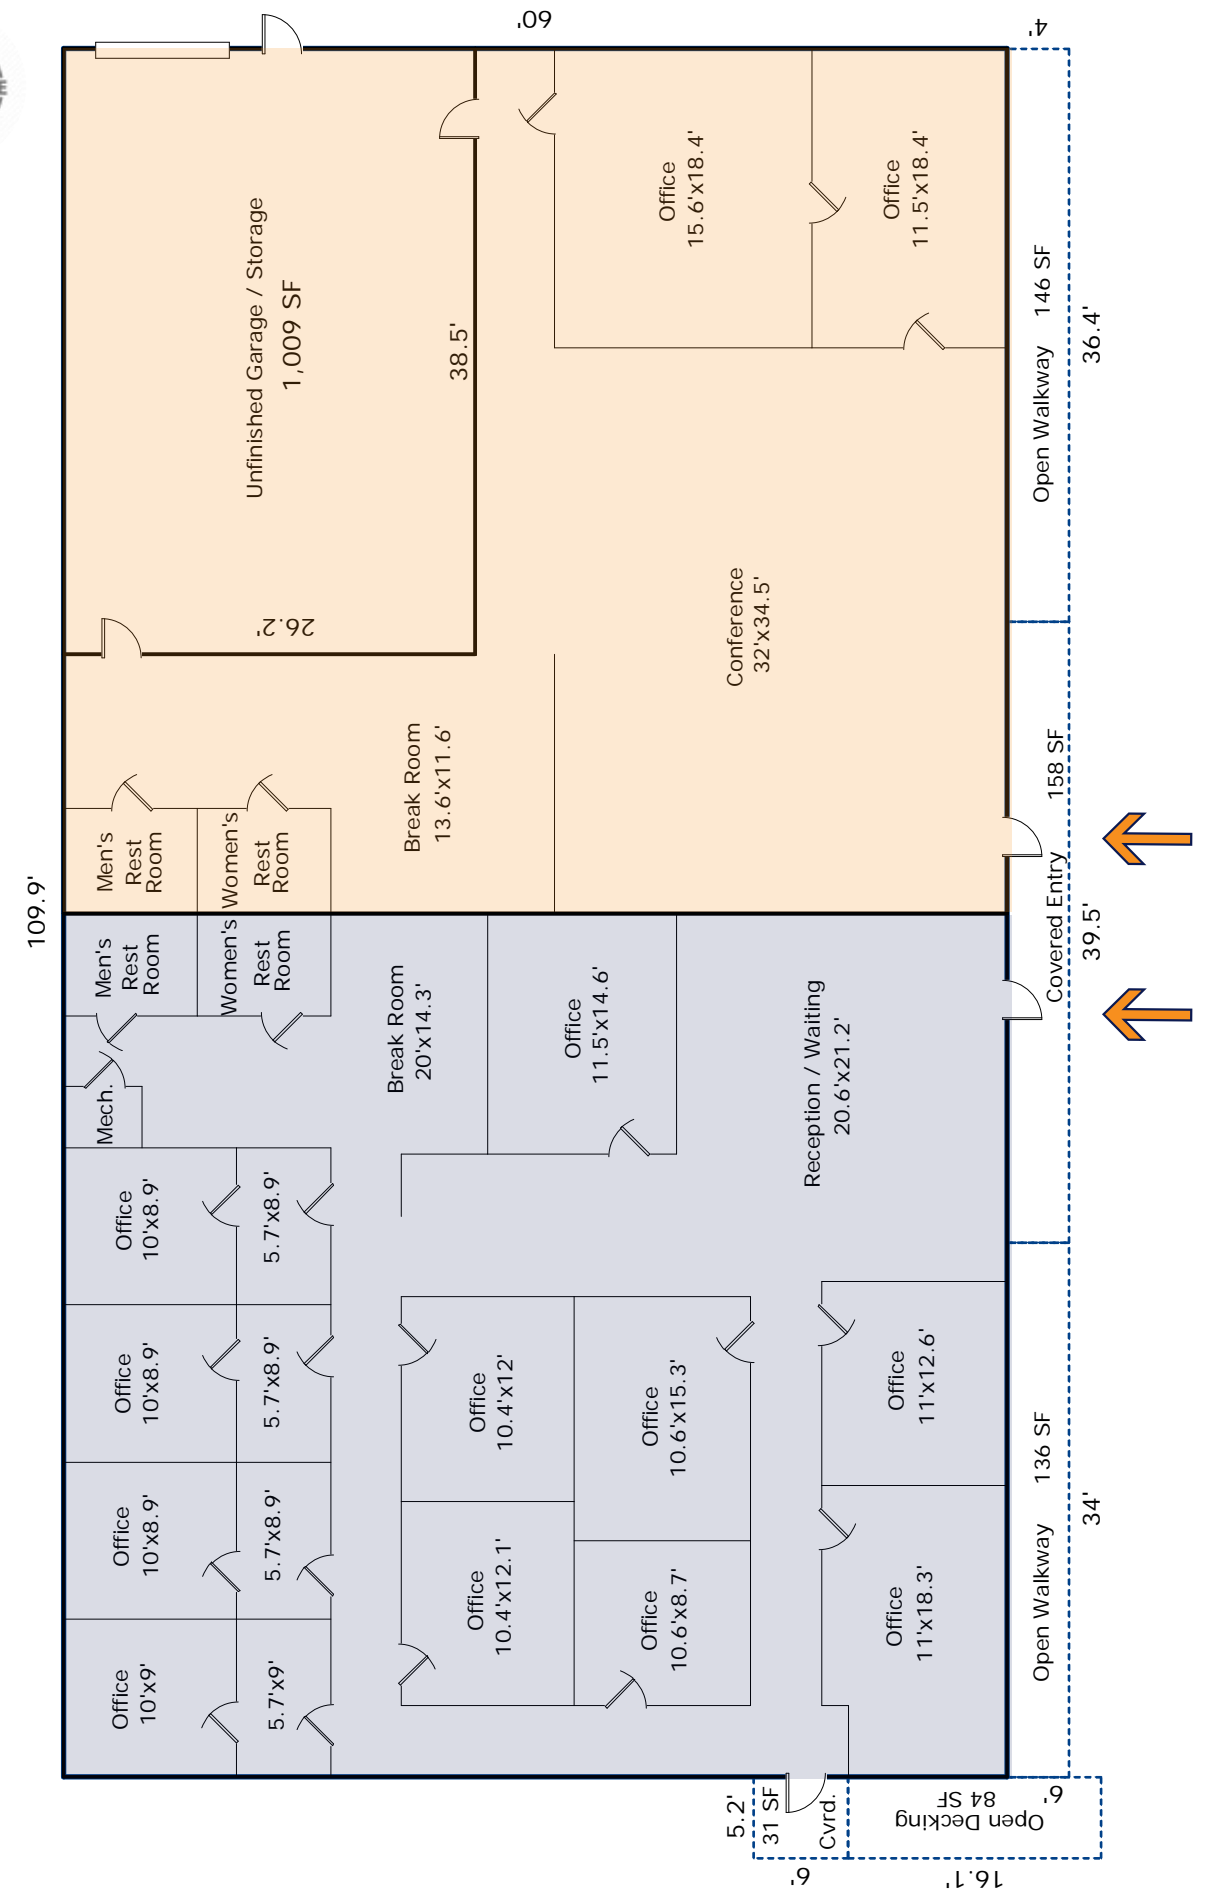 60'
4'
Unfinished Garage / Storage
1,009 SF
38.5'
26.2'
Office
15.6'x18.4'
Office
11.5'x18.4'
Open Walkway 146 SF
36.4'
Conference
32'x34.5'
Break Room
13.6'x11.6'
Men's
Rest
Room
Women's
Rest
Room
109.9'
Covered Entry 158 SF
39.5'
Men's
Rest
Room
Women's
Rest
Room
Mech.
Break Room
20'x14.3'
Office
11.5'x14.6'
Reception / Waiting
20.6'x21.2'
Office
10'x8.9'
5.7'x8.9'
Office
10'x8.9'
5.7'x8.9'
Office
10'x8.9'
5.7'x8.9'
Office
10'x9'
5.7'x9'
Office
10.4'x12'
Office
10.6'x15.3'
Office
11'x12.6'
Office
10.4'x12.1'
Office
10.6'x8.7'
Office
11'x18.3'
Open Walkway 136 SF
34'
5.2'
31 SF
Cvrd.
6'
Open Decking
84 SF
6'
16.1'